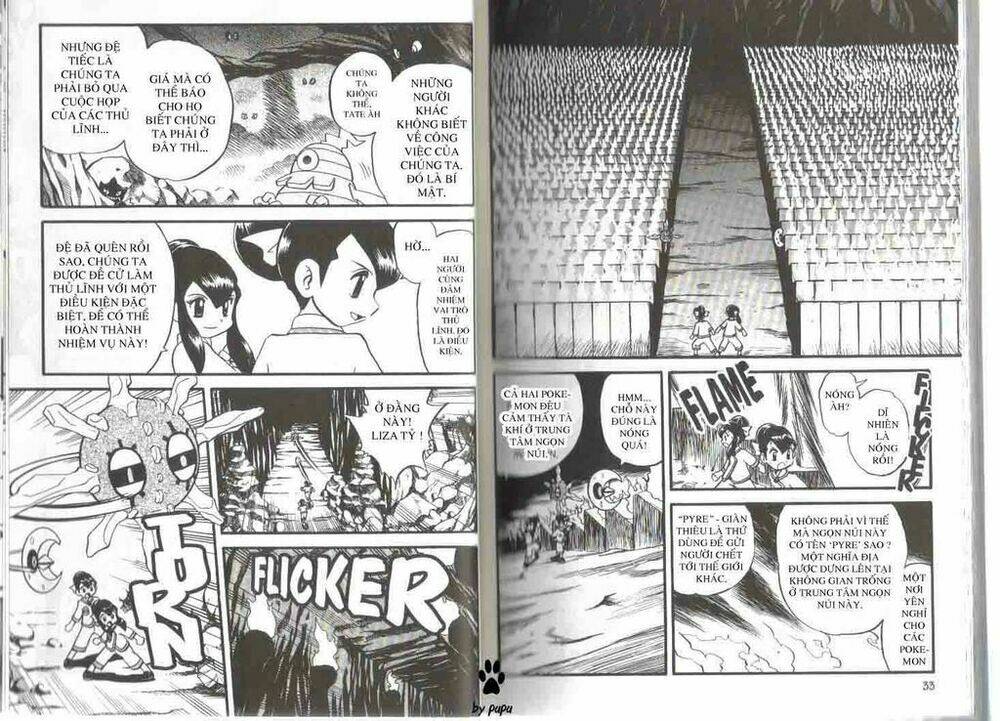 FLICKER
NÓNG
ÀH?
DĨ
NHIÊN
LÀ NÓNG
RỒI!
FLAME
HMM...
CHỖ NÀY
ĐÚNG LÀ
NÓNG
QUÁ!
CẢ HAI POKE-
MON ĐỀU
CẢM THẤY TÀ
KHÍ Ở TRUNG
TÂM NGỌN
NÚI.
MỘT
NƠI
YÊN
NGHỈ
CHO
CÁC
POKE-
MON
KHÔNG PHẢI VÌ THẾ
MÀ NGỌN NÚI NÀY
CÓ TÊN 'PYRE' SAO ?
MỘT NGHĨA ĐỊA
ĐƯỢC DỰNG LÊN TẠI
KHÔNG GIAN TRỐNG
Ở TRUNG TÂM NGỌN
NÚI NÀY.
"PYRE" - GIÀN
THIÊU LÀ THỨ
DÙNG ĐỂ GỬI
NGƯỜI CHẾT
TỚI THẾ GIỚI
KHÁC.
33
NHỮNG
NGƯỜI
KHÁC
KHÔNG BIẾT
VỀ CÔNG
VIỆC CỦA
CHÚNG TA.
ĐÓ LÀ BÍ
MẬT.
CHÚNG
TA
KHÔNG
THỂ,
TATE ÀH
GIÁ MÀ CÓ
THỂ BÁO
CHO HỌ
BIẾT CHÚNG
TA PHẢI Ở
ĐÂY THÌ...
NHƯNG ĐỆ
TIẾC LÀ
CHÚNG TA
PHẢI BỎ QUA
CUỘC HỌP
CỦA CÁC THỦ
LĨNH...
HỜ...
HAI
NGƯỜI
CÙNG
ĐẢM
NHIỆM
VAI TRÒ
THỦ
LĨNH. ĐÓ
LÀ ĐIỀU
KIỆN.
ĐỆ ĐÃ QUÊN RỒI
SAO, CHÚNG TA
ĐƯỢC ĐỀ CỬ LÀM
THỦ LĨNH VỚI MỘT
ĐIỀU KIỆN ĐẶC
BIỆT, ĐỂ CÓ THỂ
HOÀN THÀNH
NHIỆM VỤ NÀY!
Ở ĐẰNG
NÀY!
LIZA TỶ !
FLICKER
TURN
by pupu